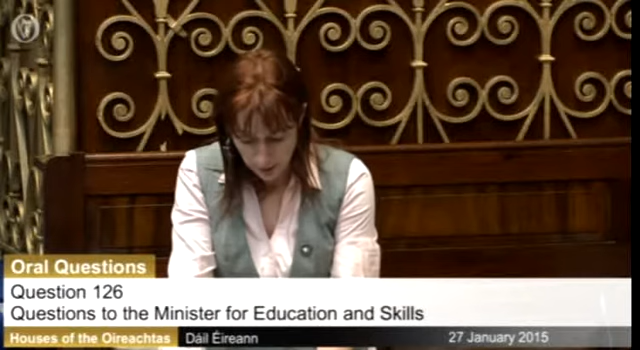 Oral Questions
Question 126
Questions to the Minister for Education and Skills
Houses of the Oireachtas Dáil Éireann 27 January 2015